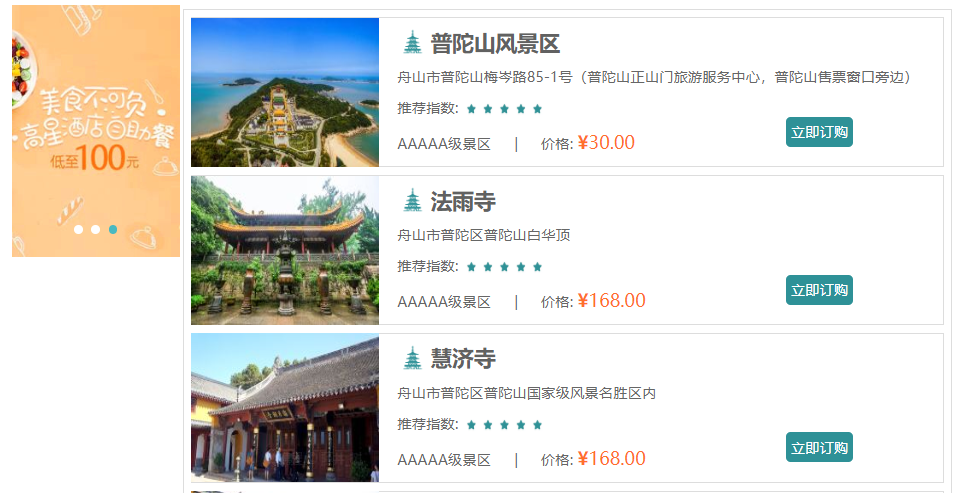 美食不可负
高星酒店自助餐
低至100元
普陀山风景区
舟山市普陀山梅岑路85-1号（普陀山正山门旅游服务中心，普陀山售票窗口旁边）
推荐指数:
AAAAA级景区 | 价格: ¥30.00
立即订购
法雨寺
舟山市普陀区普陀山白华顶
推荐指数:
AAAAA级景区 | 价格: ¥168.00
立即订购
慧济寺
舟山市普陀区普陀山国家级风景名胜区内
推荐指数:
AAAAA级景区 | 价格: ¥168.00
立即订购